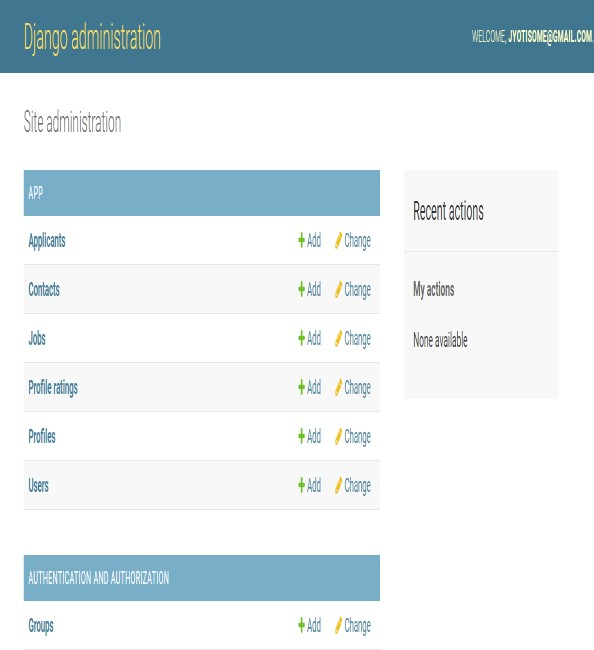 Django administration
WELCOME, JYOTISOME@GMAIL.COM.
Site administration
APP
Applicants Add Change
Contacts Add Change
Jobs Add Change
Profile ratings Add Change
Profiles Add Change
Users Add Change
AUTHENTICATION AND AUTHORIZATION
Groups Add Change
Recent actions
My actions
None available